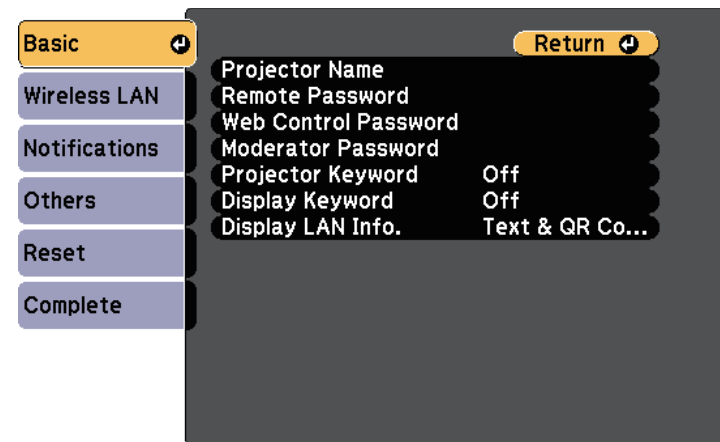 Basic
Wireless LAN
Notifications
Others
Reset
Complete
Return
Projector Name
Remote Password
Web Control Password
Moderator Password
Projector Keyword Off
Display Keyword Off
Display LAN Info. Text & QR Co...